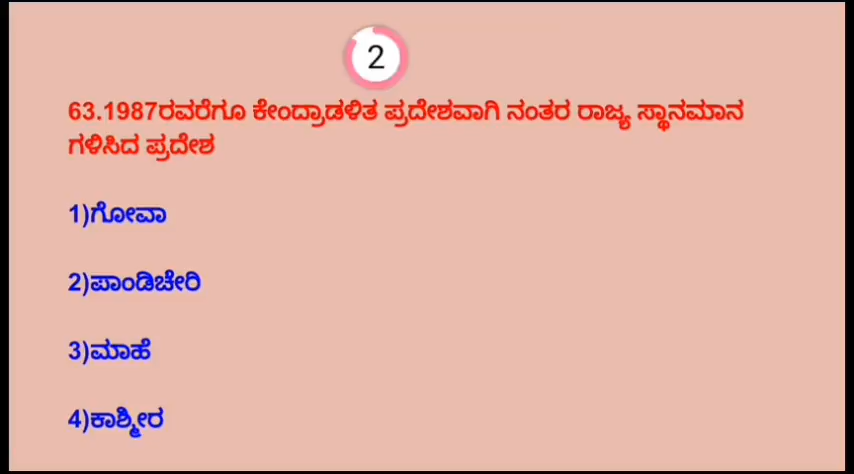 2
63.1987ರವರೆಗೂ ಕೇಂದ್ರಾಡಳಿತ ಪ್ರದೇಶವಾಗಿ ನಂತರ ರಾಜ್ಯ ಸ್ಥಾನಮಾನ
ಗಳಿಸಿದ ಪ್ರದೇಶ
1)ಗೋವಾ
2)ಪಾಂಡಿಚೇರಿ
3)ಮಾಹೆ
4)ಕಾಶ್ಮೀರ